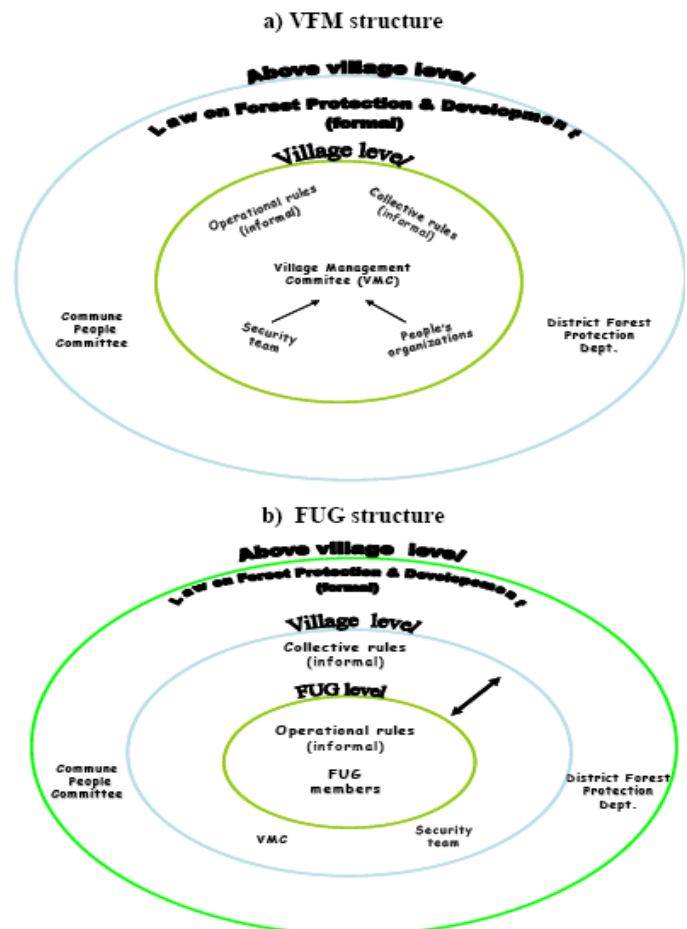 a) VFM structure
Above village level
Law on Forest Protection & Development
(formal)
Village level
Operational rules
(informal)
Collective rules
(informal)
Village Management
Commitee (VMC)
Security
team
People's
organizations
Commune
People
Committee
District Forest
Protection
Dept.
b) FUG structure
Above village level
Law on Forest Protection & Developement
(formal)
Village level
Collective rules
(informal)
FUG level
Operational rules
(informal)
FUG
members
Commune
People
Committee
District Forest
Protection
Dept.
VMC
Security
team